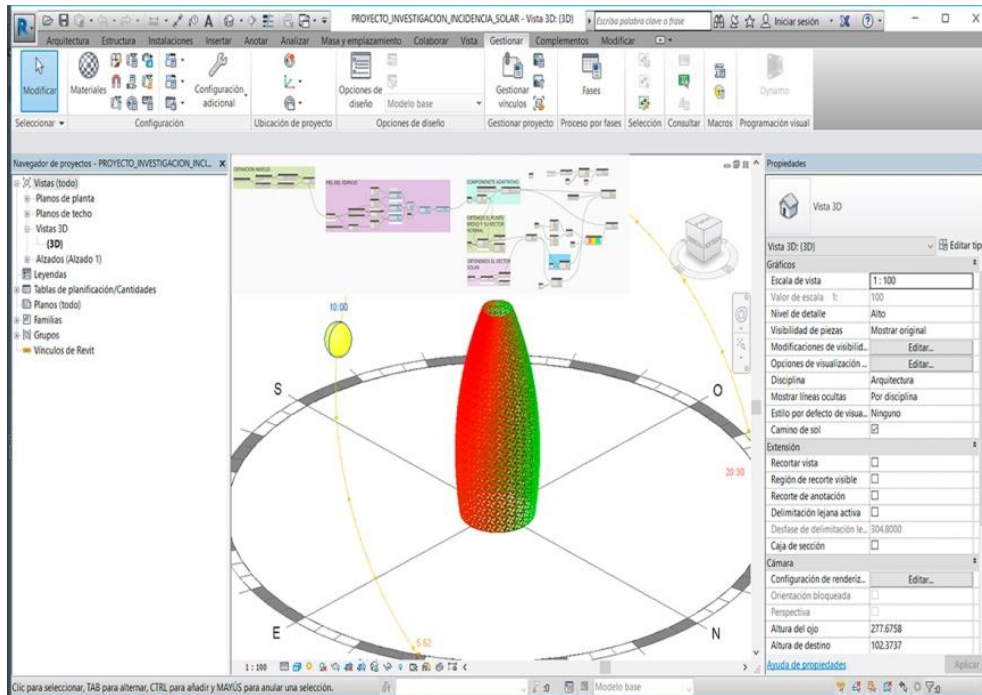 PROYECTO_INVESTIGACION_INCIDENCIA_SOLAR - Vista 3D: {3D}
Escriba palabra clave o frase
Iniciar sesión
Arquitectura Estructura Instalaciones Insertar Anotar Analizar Masa y emplazamiento Colaborar Vista Gestionar Complementos Modificar
Modificar
Materiales
Configuración adicional
Opciones de diseño
Modelo base
Gestionar vínculos
Fases
Dynamo
Seleccionar
Configuración
Ubicación de proyecto
Opciones de diseño
Gestionar proyecto
Proceso por fases
Selección
Consultar
Macros
Programación visual
Navegador de proyectos - PROYECTO_INVESTIGACION_INCI...
Vistas (todo)
Planos de planta
Planos de techo
Vistas 3D
{3D}
Alzados (Alzado 1)
Leyendas
Tablas de planificación/Cantidades
Planos (todo)
Familias
Grupos
Vínculos de Revit
PIEL DEL EDIFICIO
COMPONENTE ADAPTATIVO
10:00
S
O
E
N
20:30
Propiedades
Vista 3D
Vista 3D: {3D}
Editar tip
Gráficos
Escala de vista 1 : 100
Valor de escala 1: 100
Nivel de detalle Alto
Visibilidad de piezas Mostrar original
Modificaciones de visibilid... Editar...
Opciones de visualización ... Editar...
Disciplina Arquitectura
Mostrar líneas ocultas Por disciplina
Estilo por defecto de visua... Ninguno
Camino de sol
Extensión
Recortar vista
Región de recorte visible
Recorte de anotación
Delimitación lejana activa
Desfase de delimitación le... 304.8000
Caja de sección
Cámara
Configuración de renderiz... Editar...
Orientación bloqueada
Perspectiva
Altura del ojo 277.6758
Altura de destino 102.3737
Ayuda de propiedades
Aplicar
1 : 100
Clic para seleccionar, TAB para alternar, CTRL para añadir y MAYÚS para anular una selección.
:0
Modelo base
:0